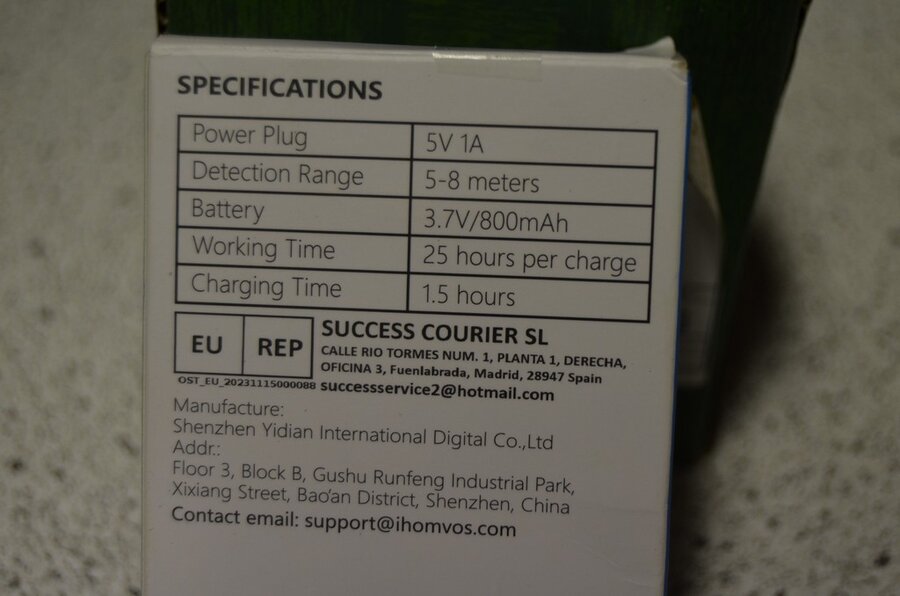 SPECIFICATIONS
Power Plug 5V 1A
Detection Range 5-8 meters
Battery 3.7V/800mAh
Working Time 25 hours per charge
Charging Time 1.5 hours
EU REP
SUCCESS COURIER SL
CALLE RIO TORMES NUM. 1, PLANTA 1, DERECHA,
OFICINA 3, Fuenlabrada, Madrid, 28947 Spain
OST_EU_20231115000088 successservice2@hotmail.com
Manufacture:
Shenzhen Yidian International Digital Co.,Ltd
Addr.:
Floor 3, Block B, Gushu Runfeng Industrial Park,
Xixiang Street, Bao'an District, Shenzhen, China
Contact email: support@ihomvos.com